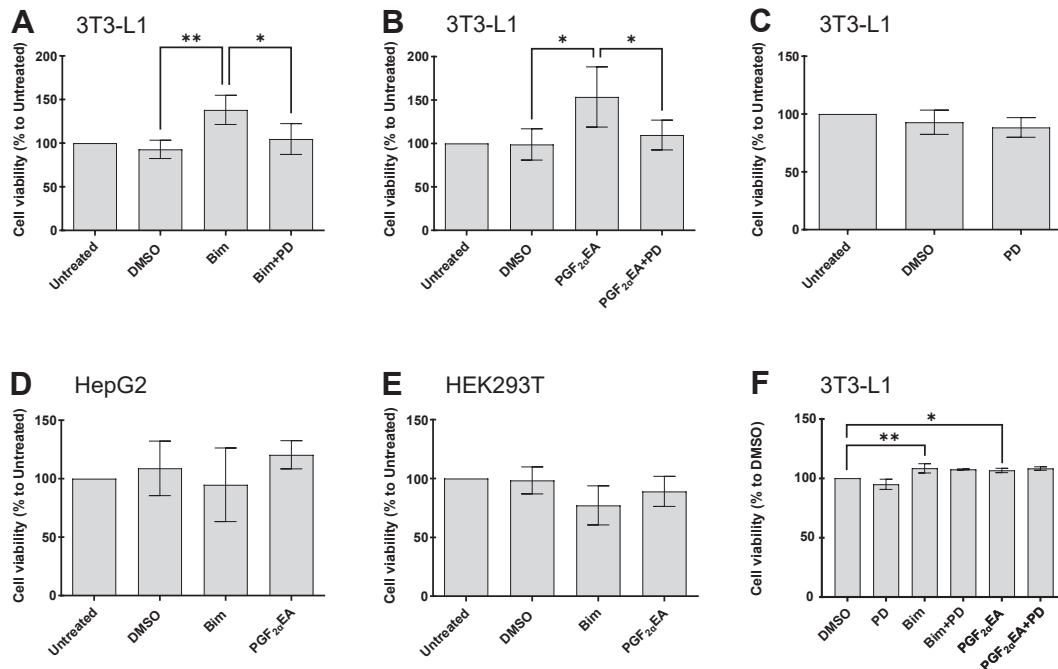 A 3T3-L1
Cell viability (% to Untreated)
200
150
100
50
0
** *
Untreated
DMSO
Bim
Bim+PD
B 3T3-L1
Cell viability (% to Untreated)
200
150
100
50
0
* *
Untreated
DMSO
PGF₂αEA
PGF₂αEA+PD
C 3T3-L1
Cell viability (% to Untreated)
150
100
50
0
Untreated
DMSO
PD
D HepG2
Cell viability (% to Untreated)
150
100
50
0
Untreated
DMSO
Bim
PGF₂αEA
E HEK293T
Cell viability (% to Untreated)
150
100
50
0
Untreated
DMSO
Bim
PGF₂αEA
F 3T3-L1
Cell viability (% to DMSO)
150
100
50
0
*
**
DMSO
PD
Bim
Bim+PD
PGF₂αEA
PGF₂αEA+PD